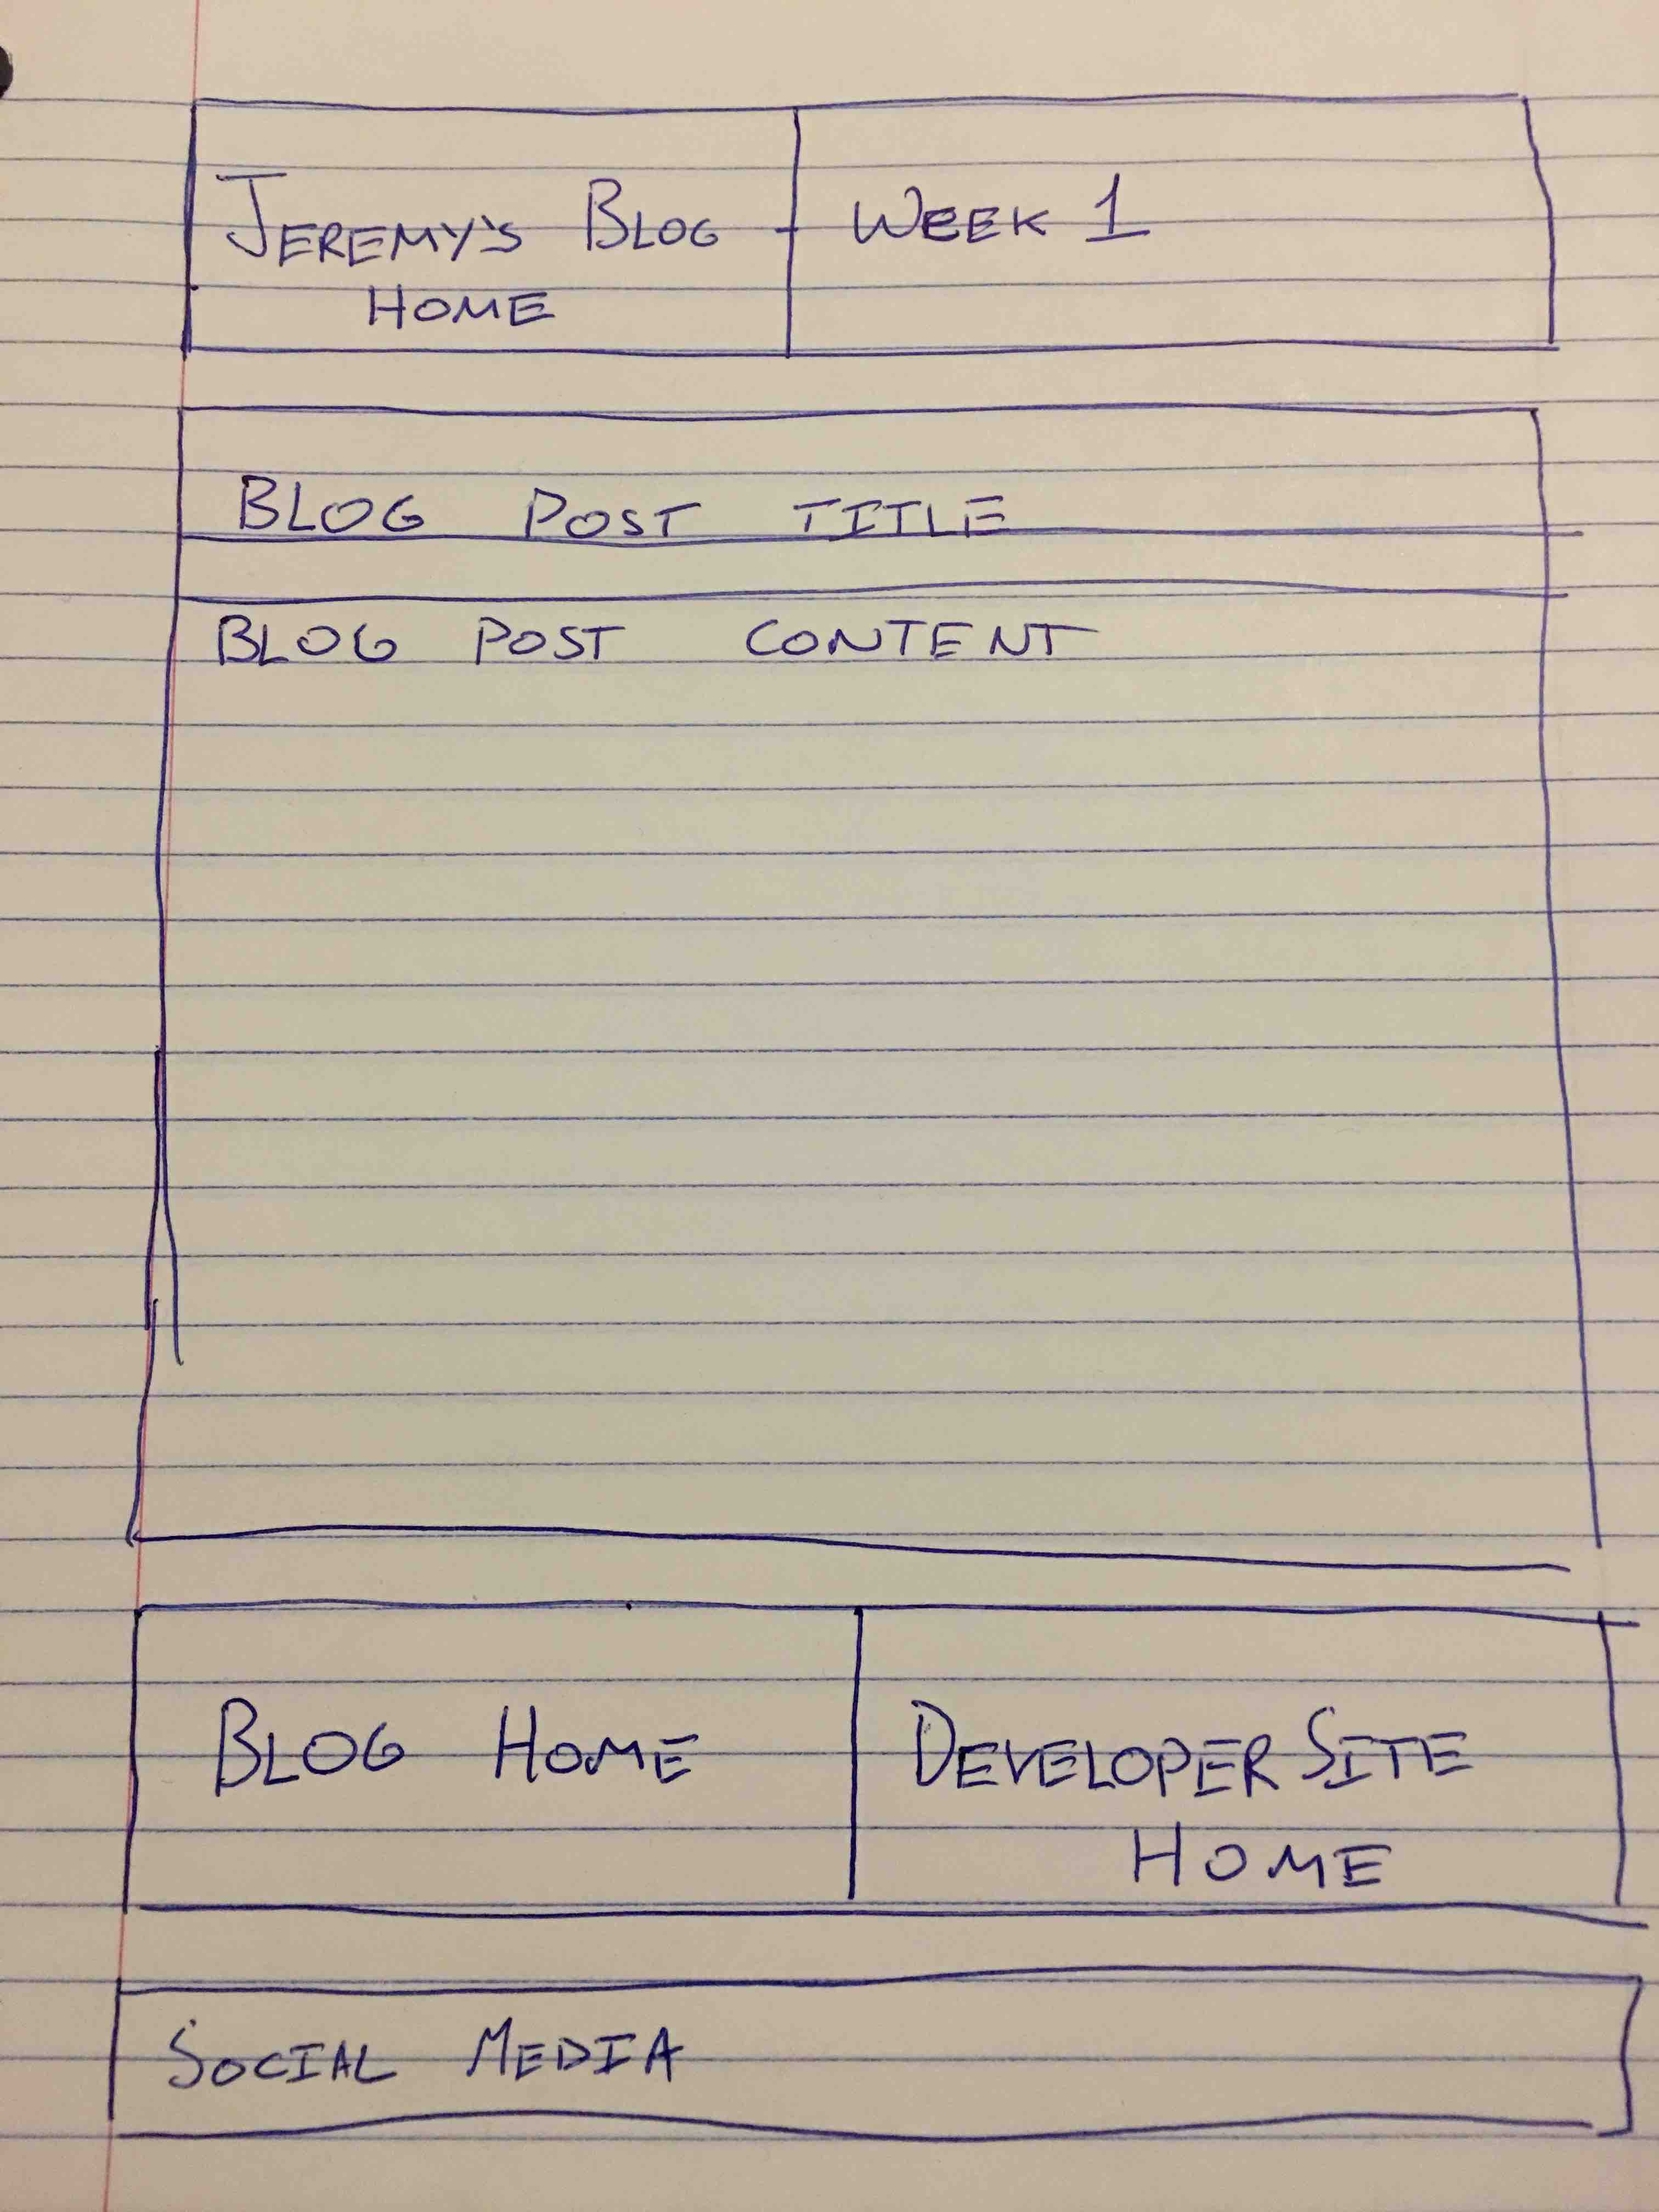 JEREMY'S BLOG - WEEK 1
HOME
BLOG POST TITLE
BLOG POST CONTENT
BLOG HOME
DEVELOPER SITE
HOME
SOCIAL MEDIA